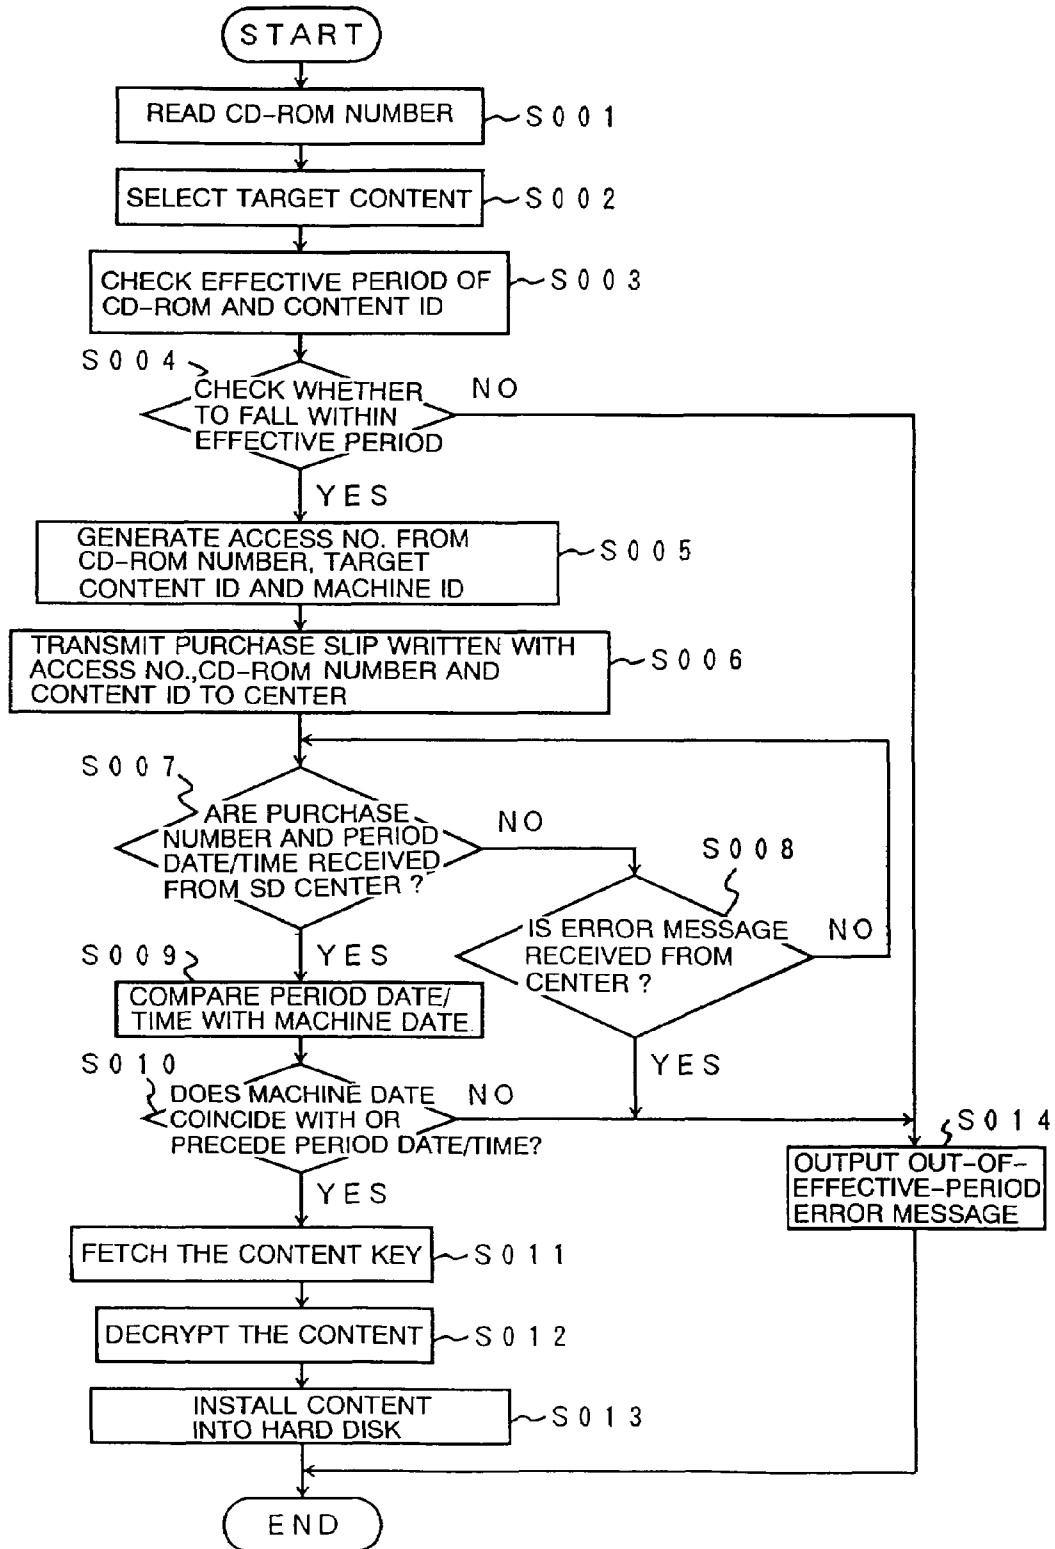 START
READ CD-ROM NUMBER
S001
SELECT TARGET CONTENT
S002
CHECK EFFECTIVE PERIOD OF
CD-ROM AND CONTENT ID
S003
S004
CHECK WHETHER
TO FALL WITHIN
EFFECTIVE PERIOD
NO
YES
GENERATE ACCESS NO. FROM
CD-ROM NUMBER, TARGET
CONTENT ID AND MACHINE ID
S005
TRANSMIT PURCHASE SLIP WRITTEN WITH
ACCESS NO.,CD-ROM NUMBER AND
CONTENT ID TO CENTER
S006
S007
ARE PURCHASE
NUMBER AND PERIOD
DATE/TIME RECEIVED
FROM SD CENTER ?
NO
YES
S008
IS ERROR MESSAGE
RECEIVED FROM
CENTER ?
NO
YES
S009
COMPARE PERIOD DATE/
TIME WITH MACHINE DATE.
S010
DOES MACHINE DATE
COINCIDE WITH OR
PRECEDE PERIOD DATE/TIME?
NO
YES
S014
OUTPUT OUT-OF-
EFFECTIVE-PERIOD
ERROR MESSAGE
FETCH THE CONTENT KEY
S011
DECRYPT THE CONTENT
S012
INSTALL CONTENT
INTO HARD DISK
S013
END